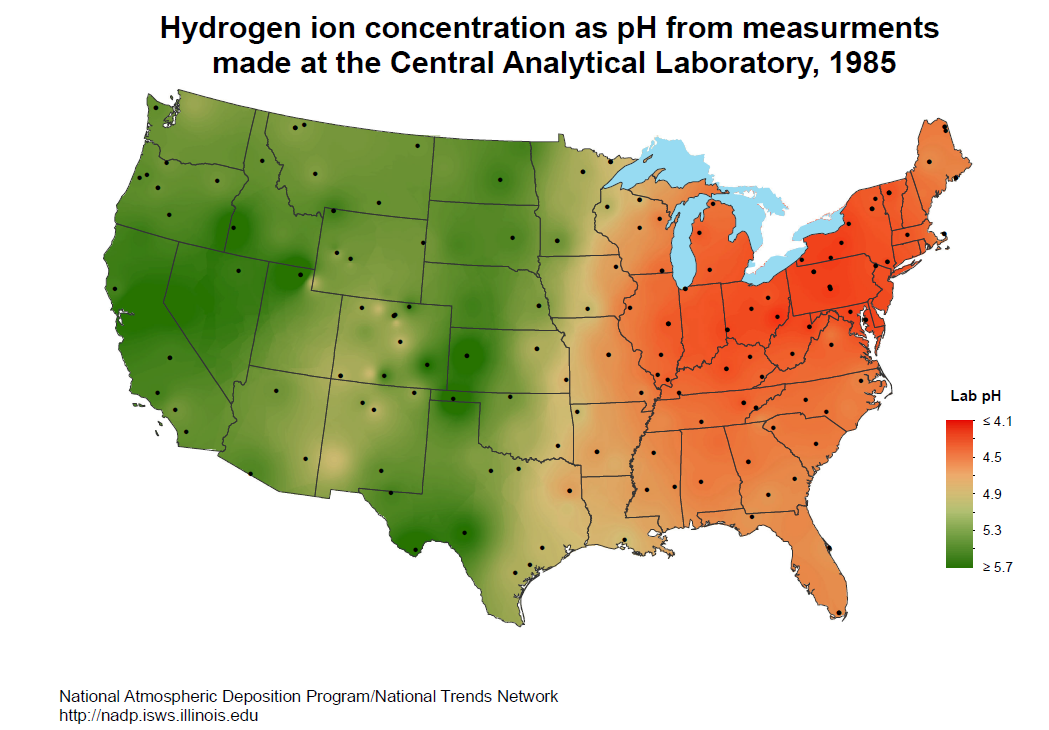 Hydrogen ion concentration as pH from measurments
made at the Central Analytical Laboratory, 1985
Lab pH
≤ 4.1
4.5
4.9
5.3
≥ 5.7
National Atmospheric Deposition Program/National Trends Network
http://nadp.isws.illinois.edu